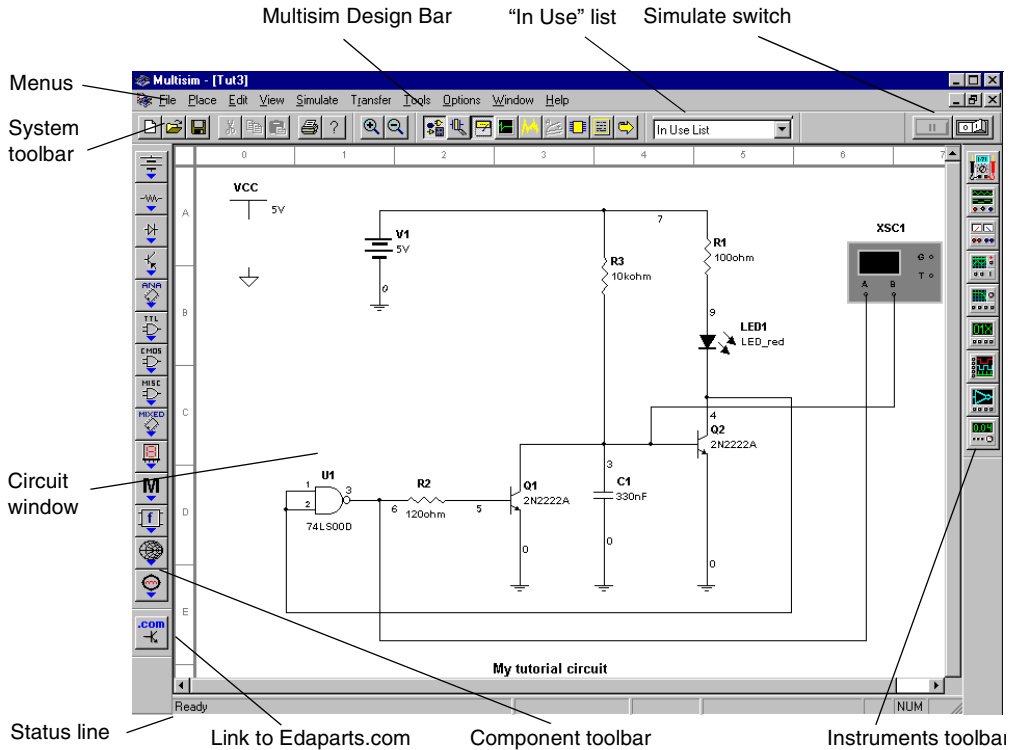 Multisim Design Bar
“In Use” list
Simulate switch
Menus
Multisim - [Tut3]
File Place Edit View Simulate Transfer Tools Options Window Help
System
toolbar
In Use List
0 1 2 3 4 5 6 7
A
B
C
D
E
VCC
5V
V1
5V
0
7
R3
10kohm
R1
100ohm
9
LED1
LED_red
XSC1
G
T
A B
4
Q2
2N2222A
0
3
C1
330nF
0
Q1
2N2222A
0
U1
1
2
3
74LS00D
R2
120ohm
6
5
ANA
TTL
CMOS
MISC
MIXED
M
f
.com
Circuit
window
My tutorial circuit
Ready
NUM
Status line
Link to Edaparts.com
Component toolbar
Instruments toolbar